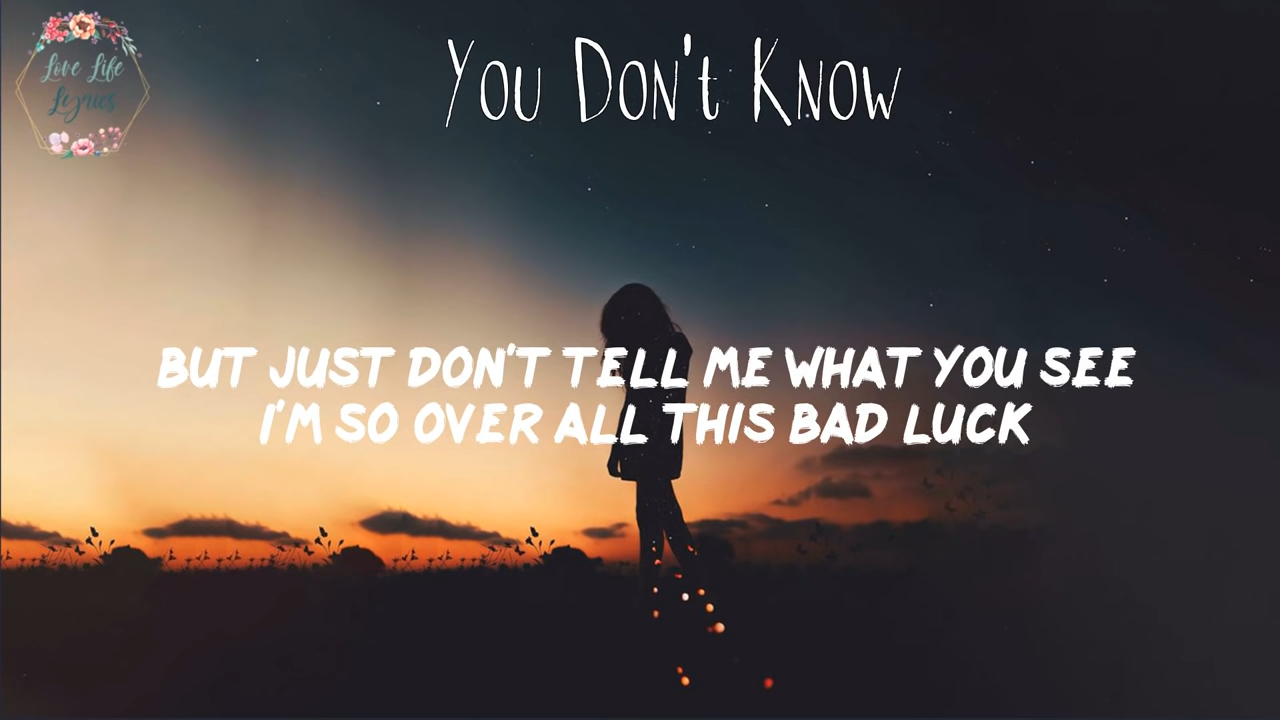 Love Life
Lezrics
You Don't Know
BUT JUST DON'T TELL ME WHAT YOU SEE
I'M SO OVER ALL THIS BAD LUCK